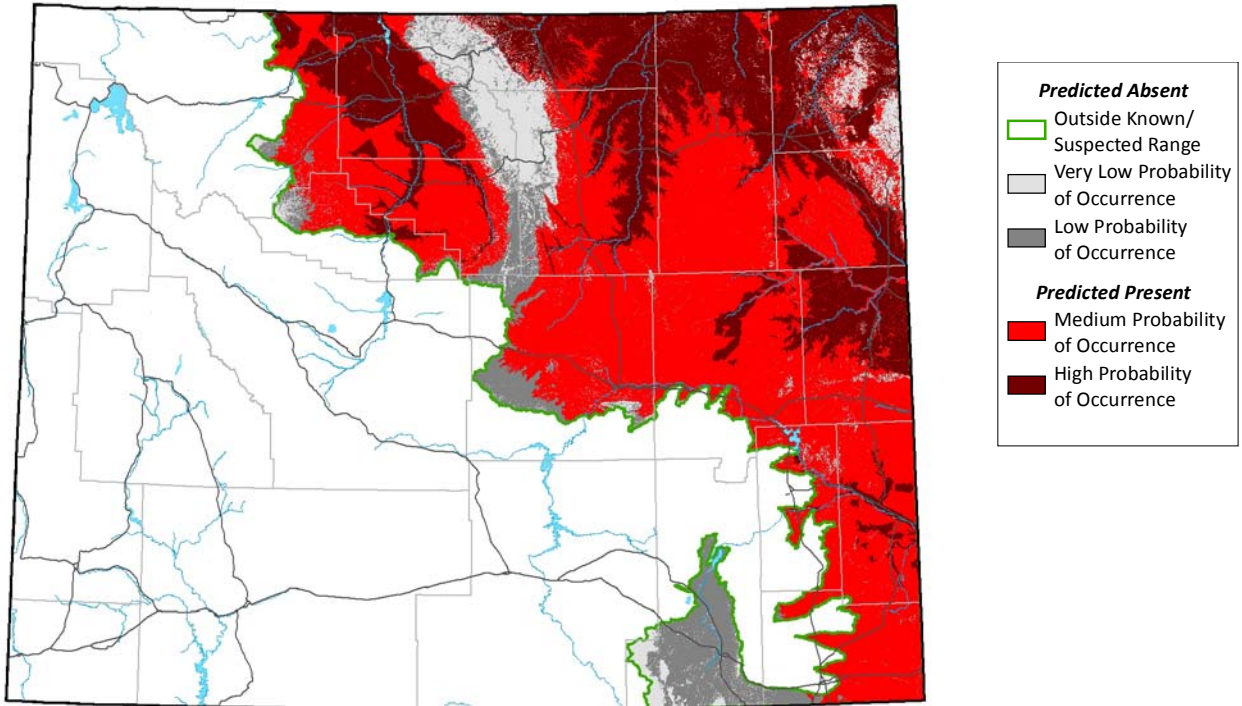 Predicted Absent
Outside Known/
Suspected Range
Very Low Probability
of Occurrence
Low Probability
of Occurrence
Predicted Present
Medium Probability
of Occurrence
High Probability
of Occurrence